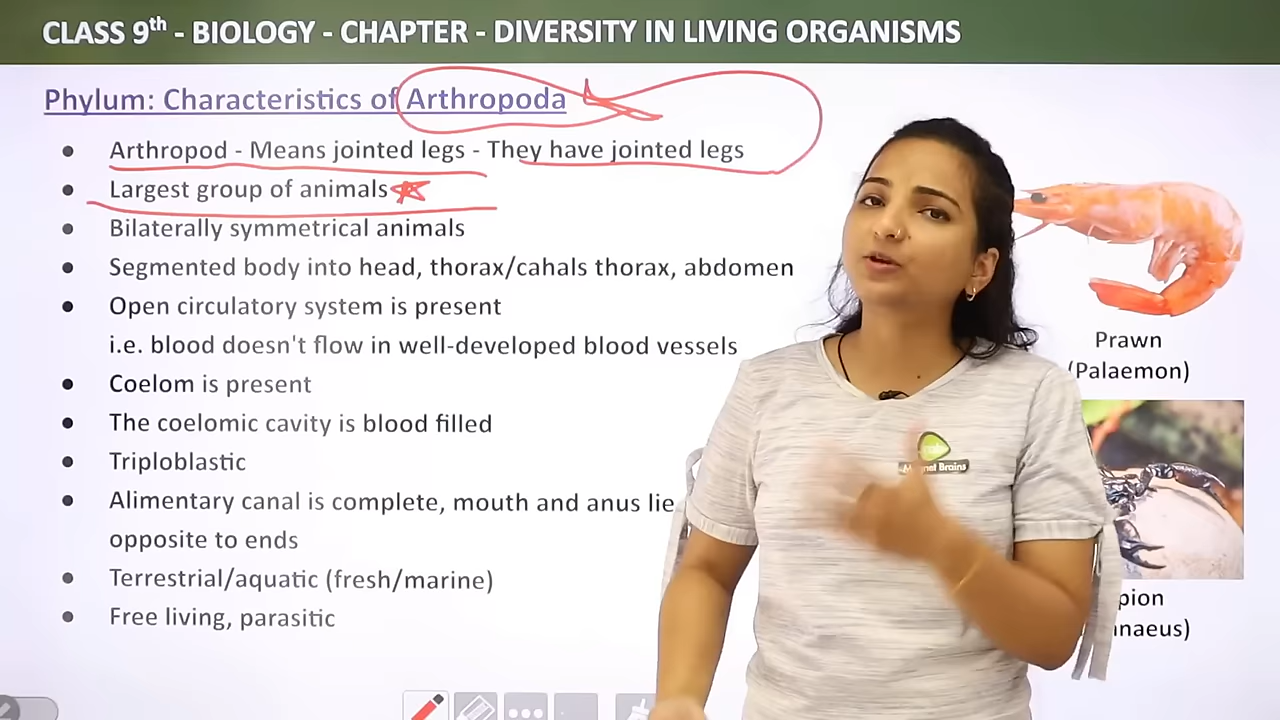 CLASS 9th - BIOLOGY - CHAPTER - DIVERSITY IN LIVING ORGANISMS
Phylum: Characteristics of Arthropoda
● Arthropod - Means jointed legs - They have jointed legs
● Largest group of animals
● Bilaterally symmetrical animals
● Segmented body into head, thorax/cahals thorax, abdomen
● Open circulatory system is present
i.e. blood doesn't flow in well-developed blood vessels
● Coelom is present
● The coelomic cavity is blood filled
● Triploblastic
● Alimentary canal is complete, mouth and anus lie
opposite to ends
● Terrestrial/aquatic (fresh/marine)
● Free living, parasitic
Prawn
(Palaemon)
pion
naeus)
Brains